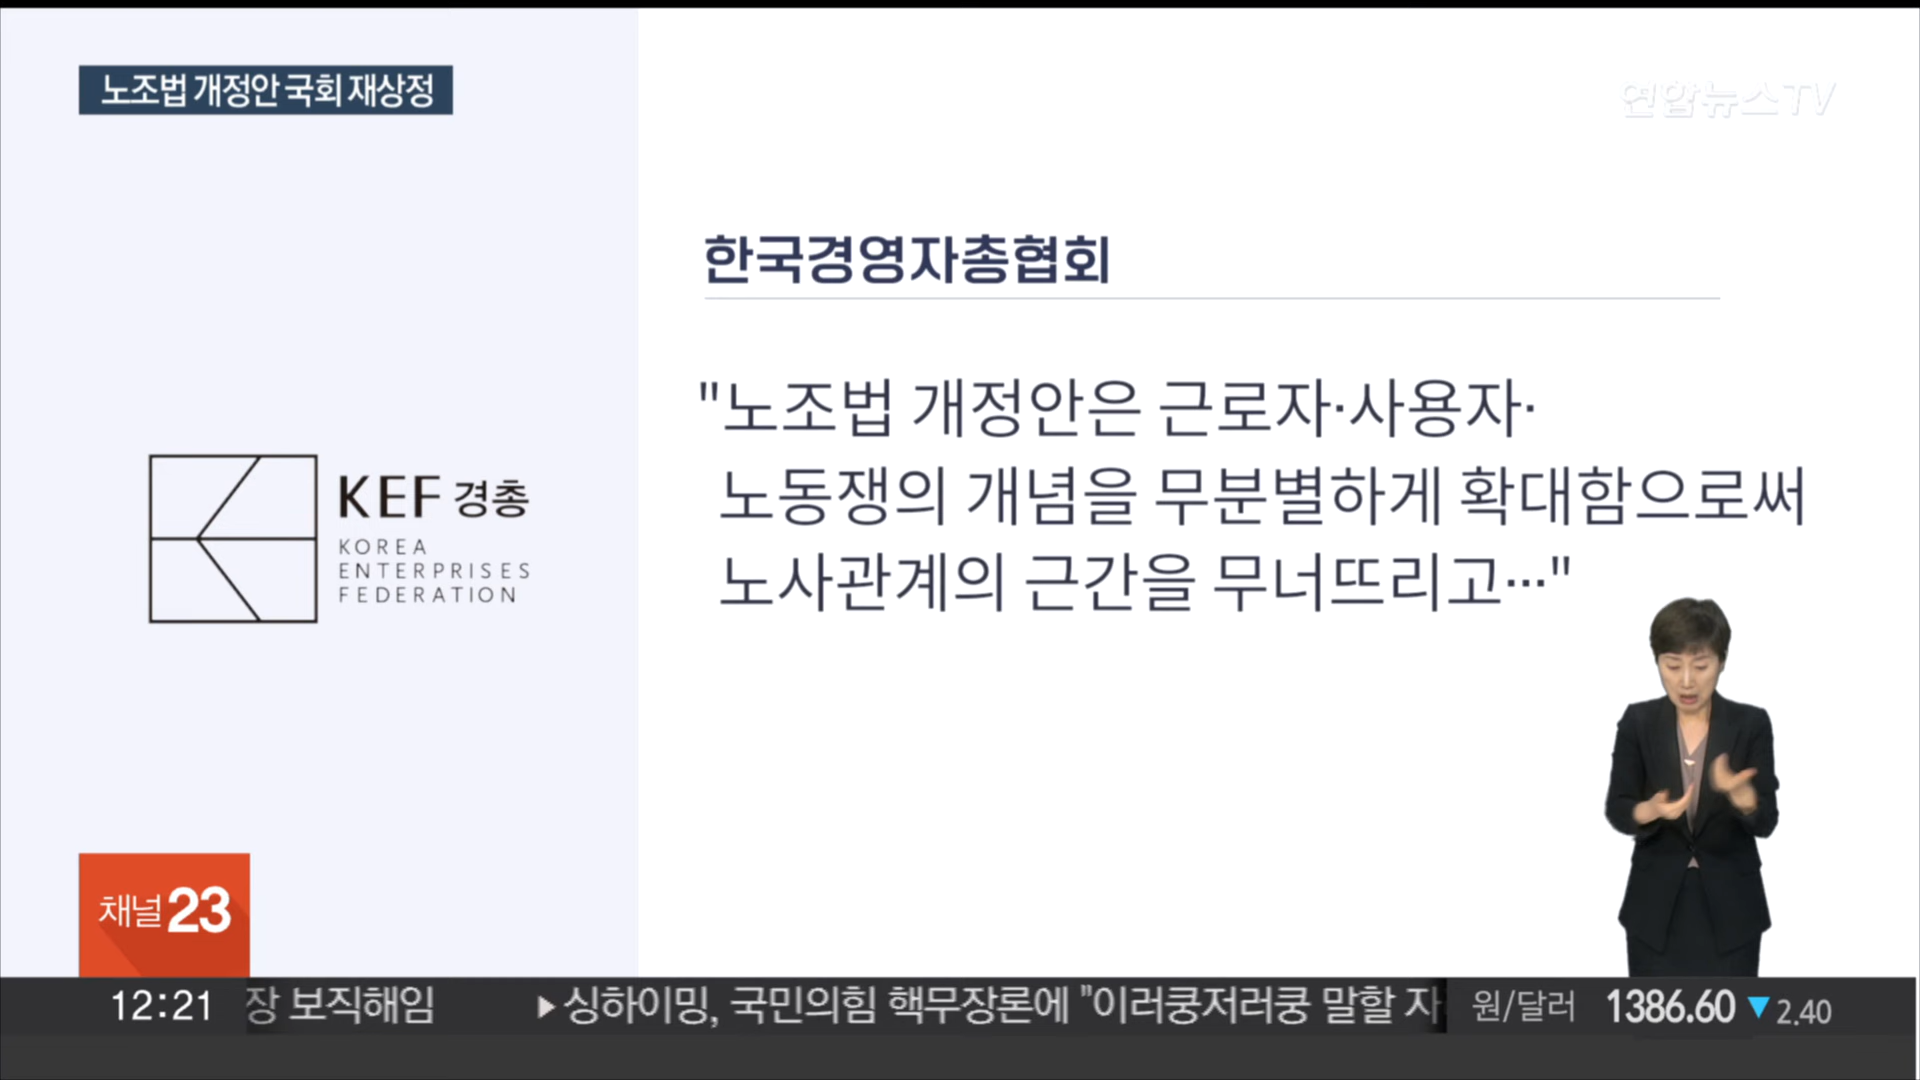 노조법 개정안 국회 재상정
연합뉴스TV
한국경영자총협회
"노조법 개정안은 근로자·사용자·
노동쟁의 개념을 무분별하게 확대함으로써
노사관계의 근간을 무너뜨리고…"
KEF 경총
KOREA
ENTERPRISES
FEDERATION
채널23
12:21 장 보직해임 ▶싱하이밍, 국민의힘 핵무장론에 "이러쿵저러쿵 말할 자 원/달러 1386.60 ▼ 2.40